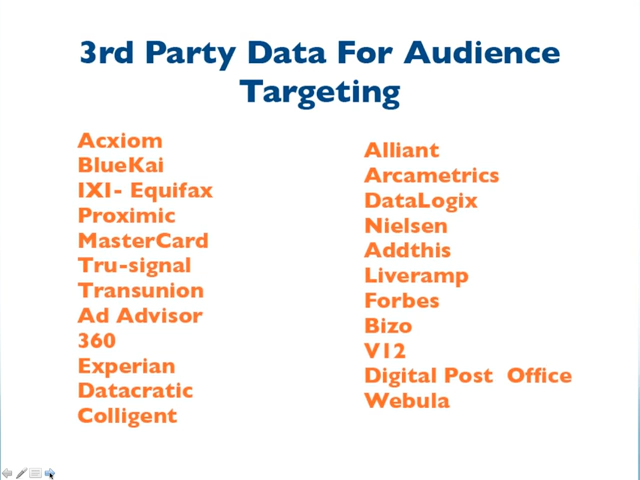 3rd Party Data For Audience
Targeting
Acxiom
BlueKai
IXI- Equifax
Proximic
MasterCard
Tru-signal
Transunion
Ad Advisor
360
Experian
Datacratic
Colligent
Alliant
Arcametrics
DataLogix
Nielsen
Addthis
Liveramp
Forbes
Bizo
V12
Digital Post  Office
Webula